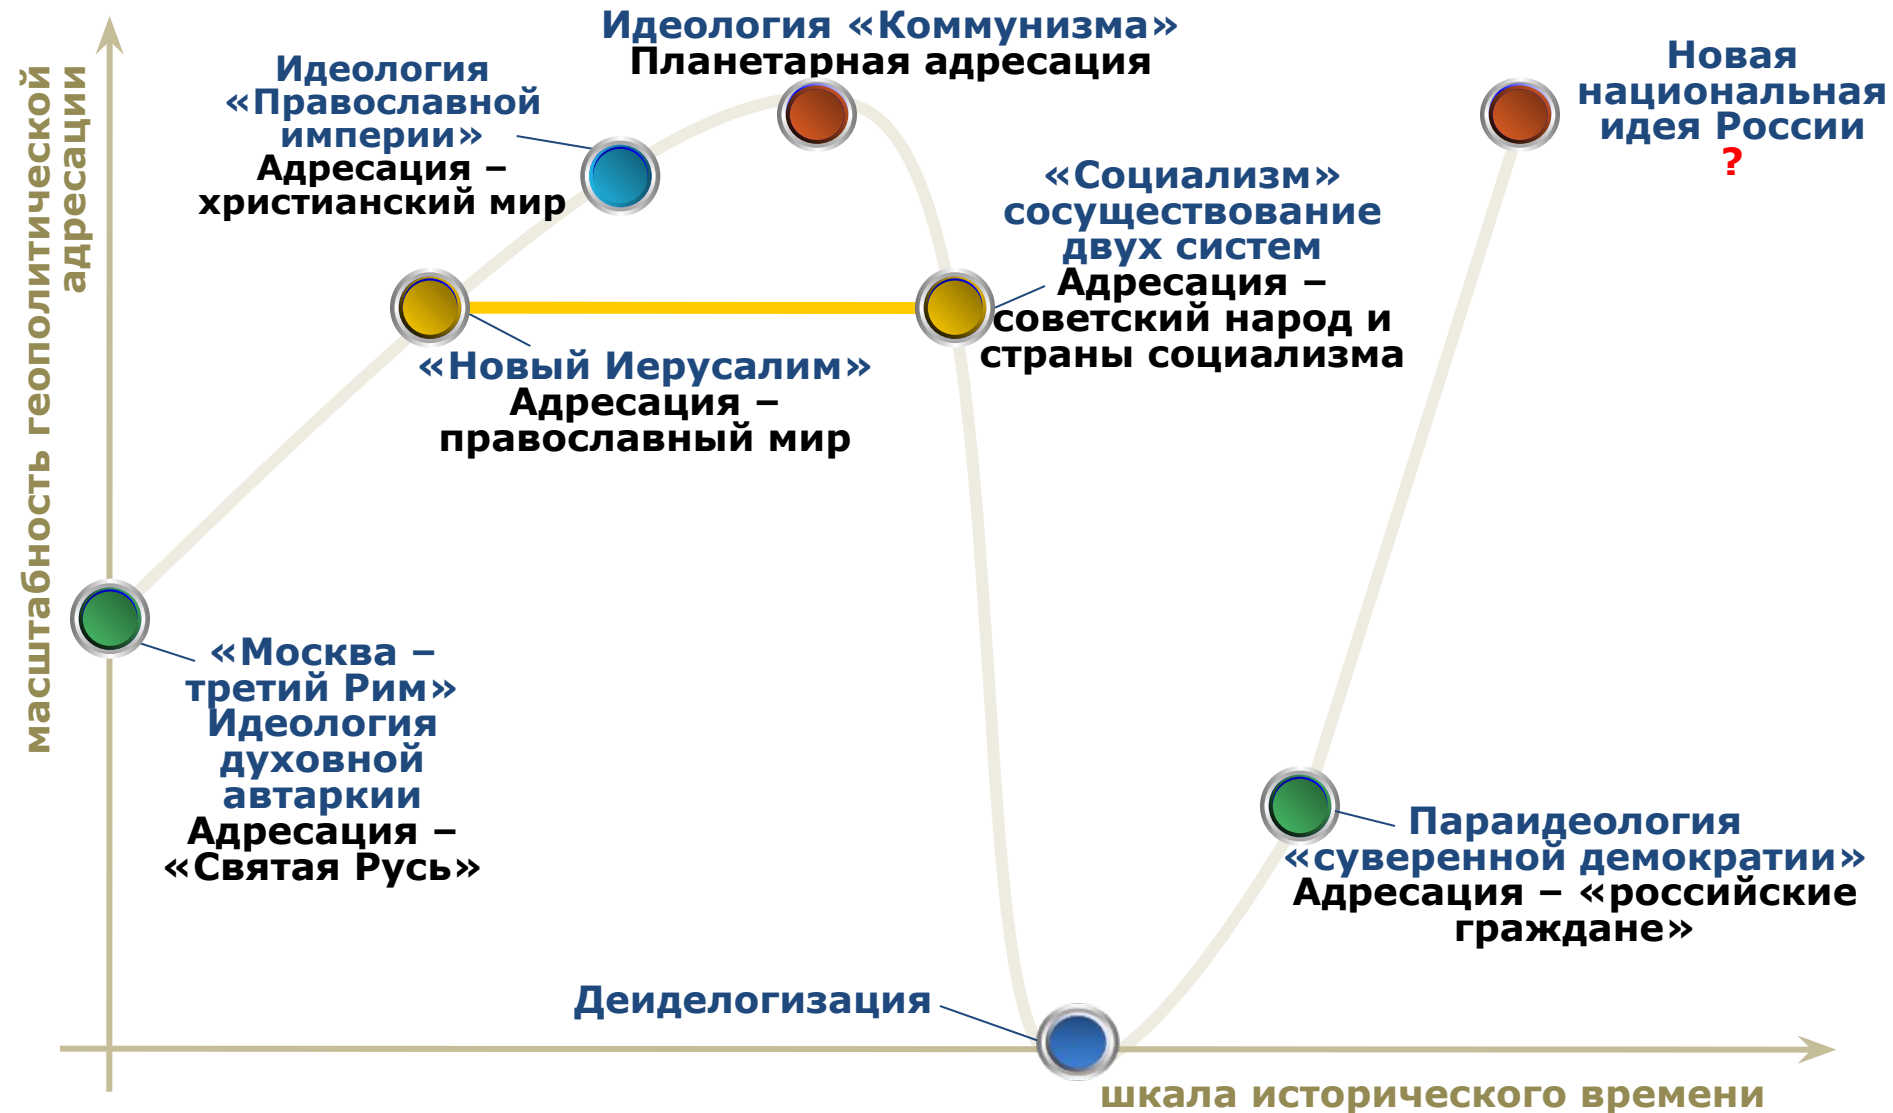 масштабность геополитической
адресации
Идеология
«Православной
империи»
Адресация –
христианский мир
Идеология «Коммунизма»
Планетарная адресация
Новая
национальная
идея России
?
«Социализм»
сосуществование
двух систем
Адресация –
советский народ и
страны социализма
«Новый Иерусалим»
Адресация –
православный мир
«Москва –
третий Рим»
Идеология
духовной
автаркии
Адресация –
«Святая Русь»
Параидеология
«суверенной демократии»
Адресация – «российские
граждане»
Деиделогизация
шкала исторического времени